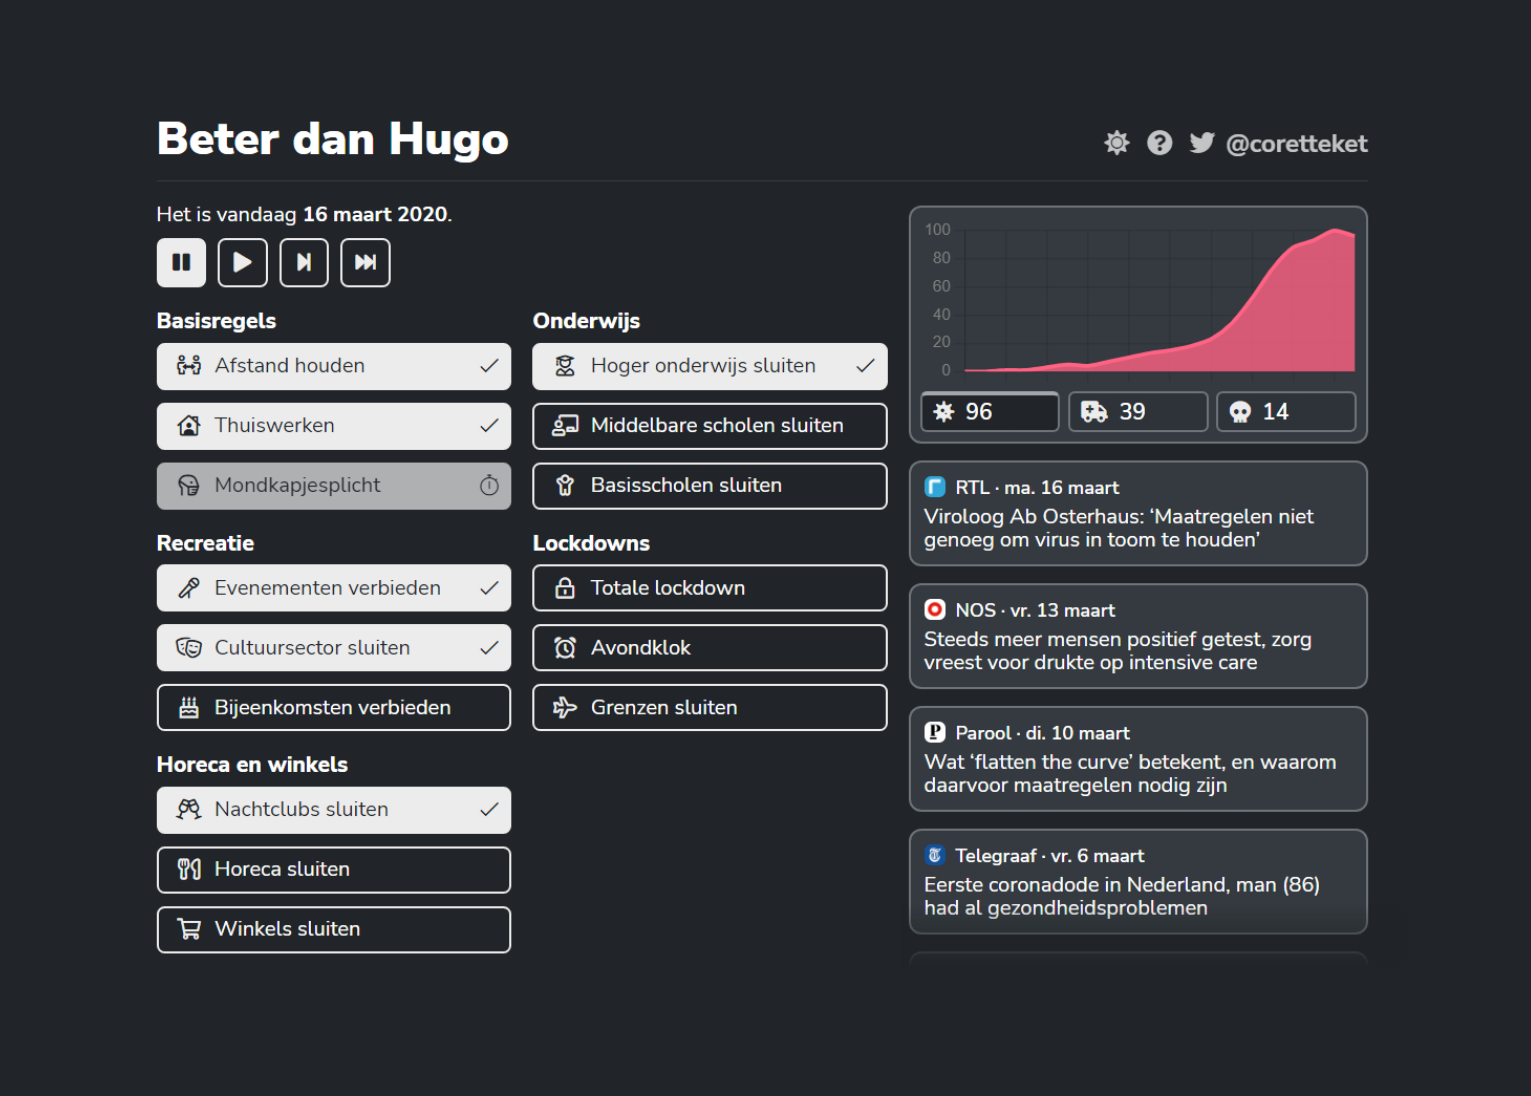 Beter dan Hugo
@coretteket
Het is vandaag 16 maart 2020.
Basisregels
Afstand houden
Thuiswerken
Mondkapjesplicht
Recreatie
Evenementen verbieden
Cultuursector sluiten
Bijeenkomsten verbieden
Horeca en winkels
Nachtclubs sluiten
Horeca sluiten
Winkels sluiten
Onderwijs
Hoger onderwijs sluiten
Middelbare scholen sluiten
Basisscholen sluiten
Lockdowns
Totale lockdown
Avondklok
Grenzen sluiten
100
80
60
40
20
0
96 39 14
RTL · ma. 16 maart
Viroloog Ab Osterhaus: ‘Maatregelen niet
genoeg om virus in toom te houden’
NOS · vr. 13 maart
Steeds meer mensen positief getest, zorg
vreest voor drukte op intensive care
Parool · di. 10 maart
Wat ‘flatten the curve’ betekent, en waarom
daarvoor maatregelen nodig zijn
Telegraaf · vr. 6 maart
Eerste coronadode in Nederland, man (86)
had al gezondheidsproblemen